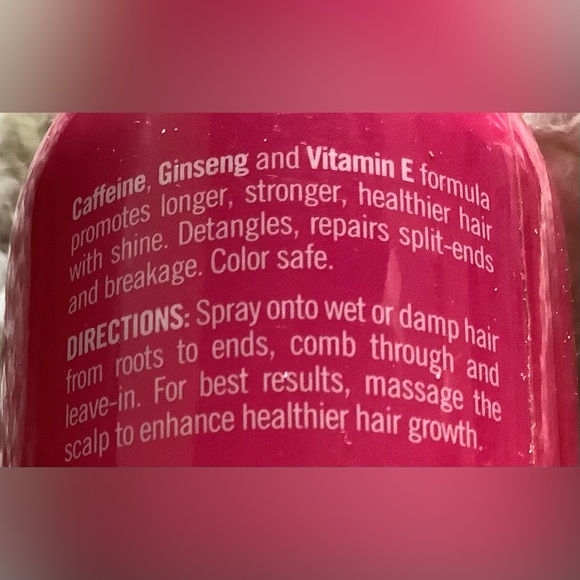 Caffeine, Ginseng and Vitamin E formula
promotes longer, stronger, healthier hair
with shine. Detangles, repairs split-ends
and breakage. Color safe.
DIRECTIONS: Spray onto wet or damp hair
from roots to ends, comb through and
leave-in. For best results, massage the
scalp to enhance healthier hair growth.